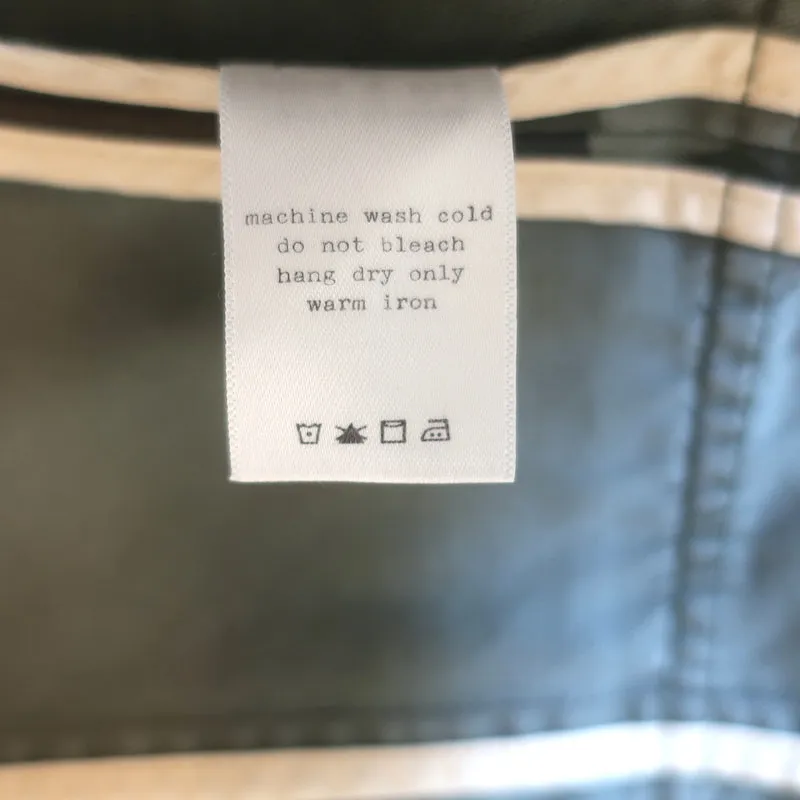 machine wash cold
do not bleach
hang dry only
warm iron